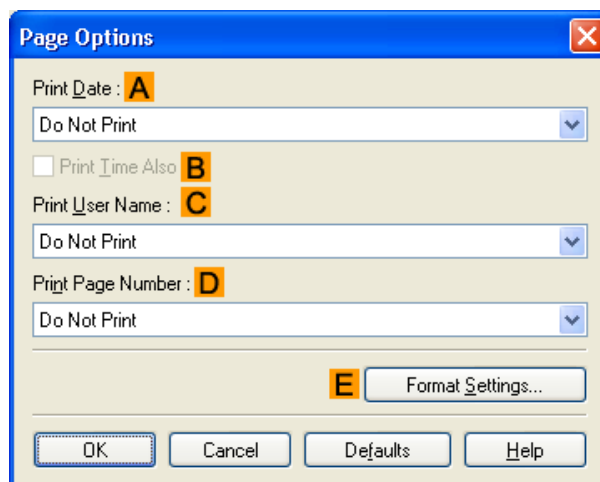 Page Options
Print Date : A
Do Not Print
Print Time Also B
Print User Name : C
Do Not Print
Print Page Number : D
Do Not Print
E Format Settings...
OK Cancel Defaults Help